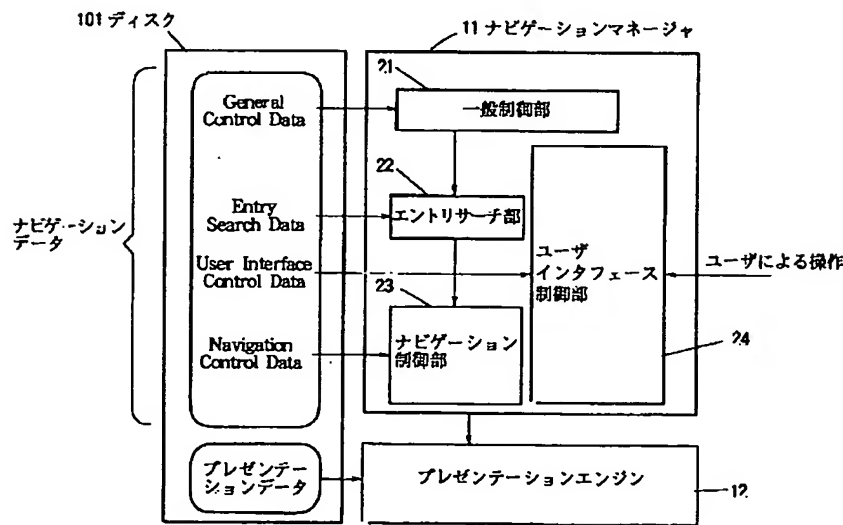 101 ディスク
11 ナビゲーションマネージャ
ナビゲーション
データ
General
Control Data
21
一般制御部
22
Entry
Search Data
エントリサーチ部
User Interface
Control Data
ユーザ
インタフェース
制御部
ユーザによる操作
23
Navigation
Control Data
ナビゲーション
制御部
24
プレゼンテ
ーションデータ
プレゼンテーションエンジン
12